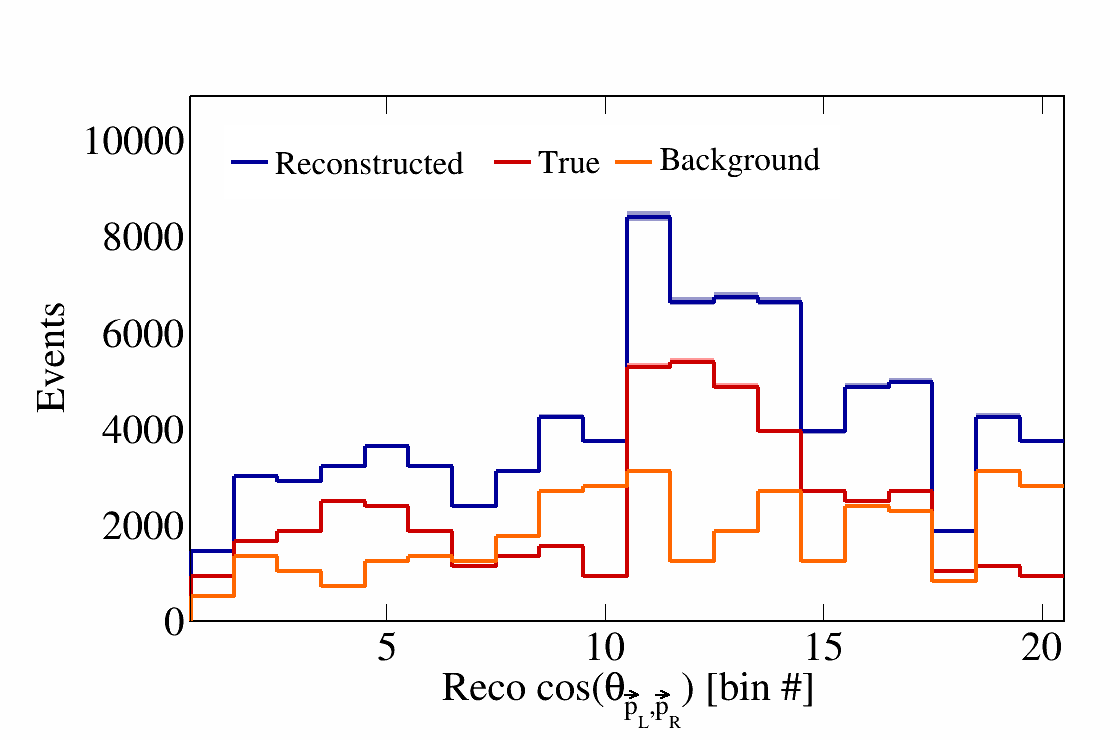 10000
8000
6000
4000
2000
0
Events
Reconstructed True Background
5 10 15 20
Reco cos(θp⃗L,p⃗R) [bin #]